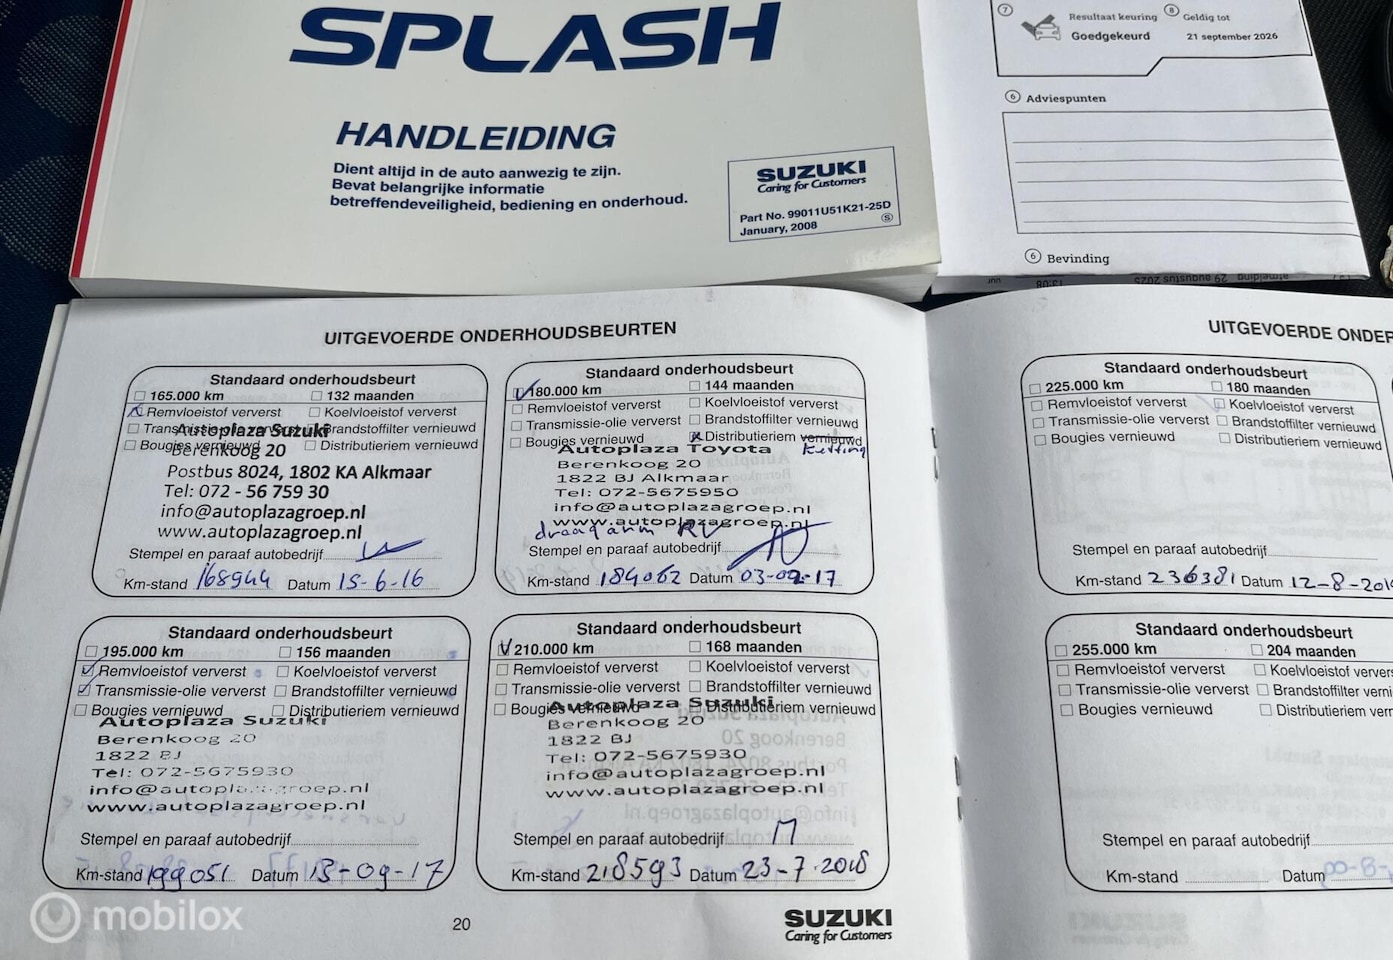 SPLASH
HANDLEIDING
Dient altijd in de auto aanwezig te zijn.
Bevat belangrijke informatie
betreffendeveiligheid, bediening en onderhoud.
SUZUKI
Caring for Customers
Part No. 99011U51K21-25D
January, 2008
S
7 Resultaat keuring
Goedgekeurd
8 Geldig tot
21 september 2026
6 Adviespunten
6 Bevinding
UITGEVOERDE ONDERHOUDSBEURTEN
Standaard onderhoudsbeurt
165.000 km 132 maanden
Remvloeistof ververst Koelvloeistof ververst
Transmissie-olie ververst Brandstoffilter vernieuwd
Bougies vernieuwd Distributieriem vernieuwd
Autoplaza Suzuki
Berenkoog 20
Postbus 8024, 1802 KA Alkmaar
Tel: 072 - 56 759 30
info@autoplazagroep.nl
www.autoplazagroep.nl
Stempel en paraaf autobedrijf
Km-stand 168944 Datum 15-6-16
Standaard onderhoudsbeurt
180.000 km 144 maanden
Remvloeistof ververst Koelvloeistof ververst
Transmissie-olie ververst Brandstoffilter vernieuwd
Bougies vernieuwd Distributieriem vernieuwd
ketting
Autoplaza Toyota
Berenkoog 20
1822 BJ Alkmaar
Tel: 072-5675950
info@autoplazagroep.nl
www.autoplazagroep.nl
draagarm RV
Stempel en paraaf autobedrijf
Km-stand 184062 Datum 03-02-17
Standaard onderhoudsbeurt
195.000 km 156 maanden
Remvloeistof ververst Koelvloeistof ververst
Transmissie-olie ververst Brandstoffilter vernieuwd
Bougies vernieuwd Distributieriem vernieuwd
Autoplaza Suzuki
Berenkoog 20
1822 BJ
Tel: 072-5675930
info@autoplazagroep.nl
www.autoplazagroep.nl
Stempel en paraaf autobedrijf
Km-stand 199051 Datum 13-09-17
Standaard onderhoudsbeurt
210.000 km 168 maanden
Remvloeistof ververst Koelvloeistof ververst
Transmissie-olie ververst Brandstoffilter vernieuwd
Bougies vernieuwd Distributieriem vernieuwd
Autoplaza Suzuki
Berenkoog 20
1822 BJ
Tel: 072-5675930
info@autoplazagroep.nl
www.autoplazagroep.nl
Stempel en paraaf autobedrijf
Km-stand 218593 Datum 23-7-2018
20
SUZUKI
Caring for Customers
UITGEVOERDE ONDER
Standaard onderhoudsbeurt
225.000 km 180 maanden
Remvloeistof ververst Koelvloeistof ververst
Transmissie-olie ververst Brandstoffilter vernieuwd
Bougies vernieuwd Distributieriem vernieuwd
Stempel en paraaf autobedrijf
Km-stand 236381 Datum 12-8-201
Standaard onderhoudsbeurt
255.000 km 204 maanden
Remvloeistof ververst Koelvloeistof ververst
Transmissie-olie ververst Brandstoffilter vernieuwd
Bougies vernieuwd Distributieriem vernieuw
Stempel en paraaf autobedrijf
Km-stand Datum
mobilox